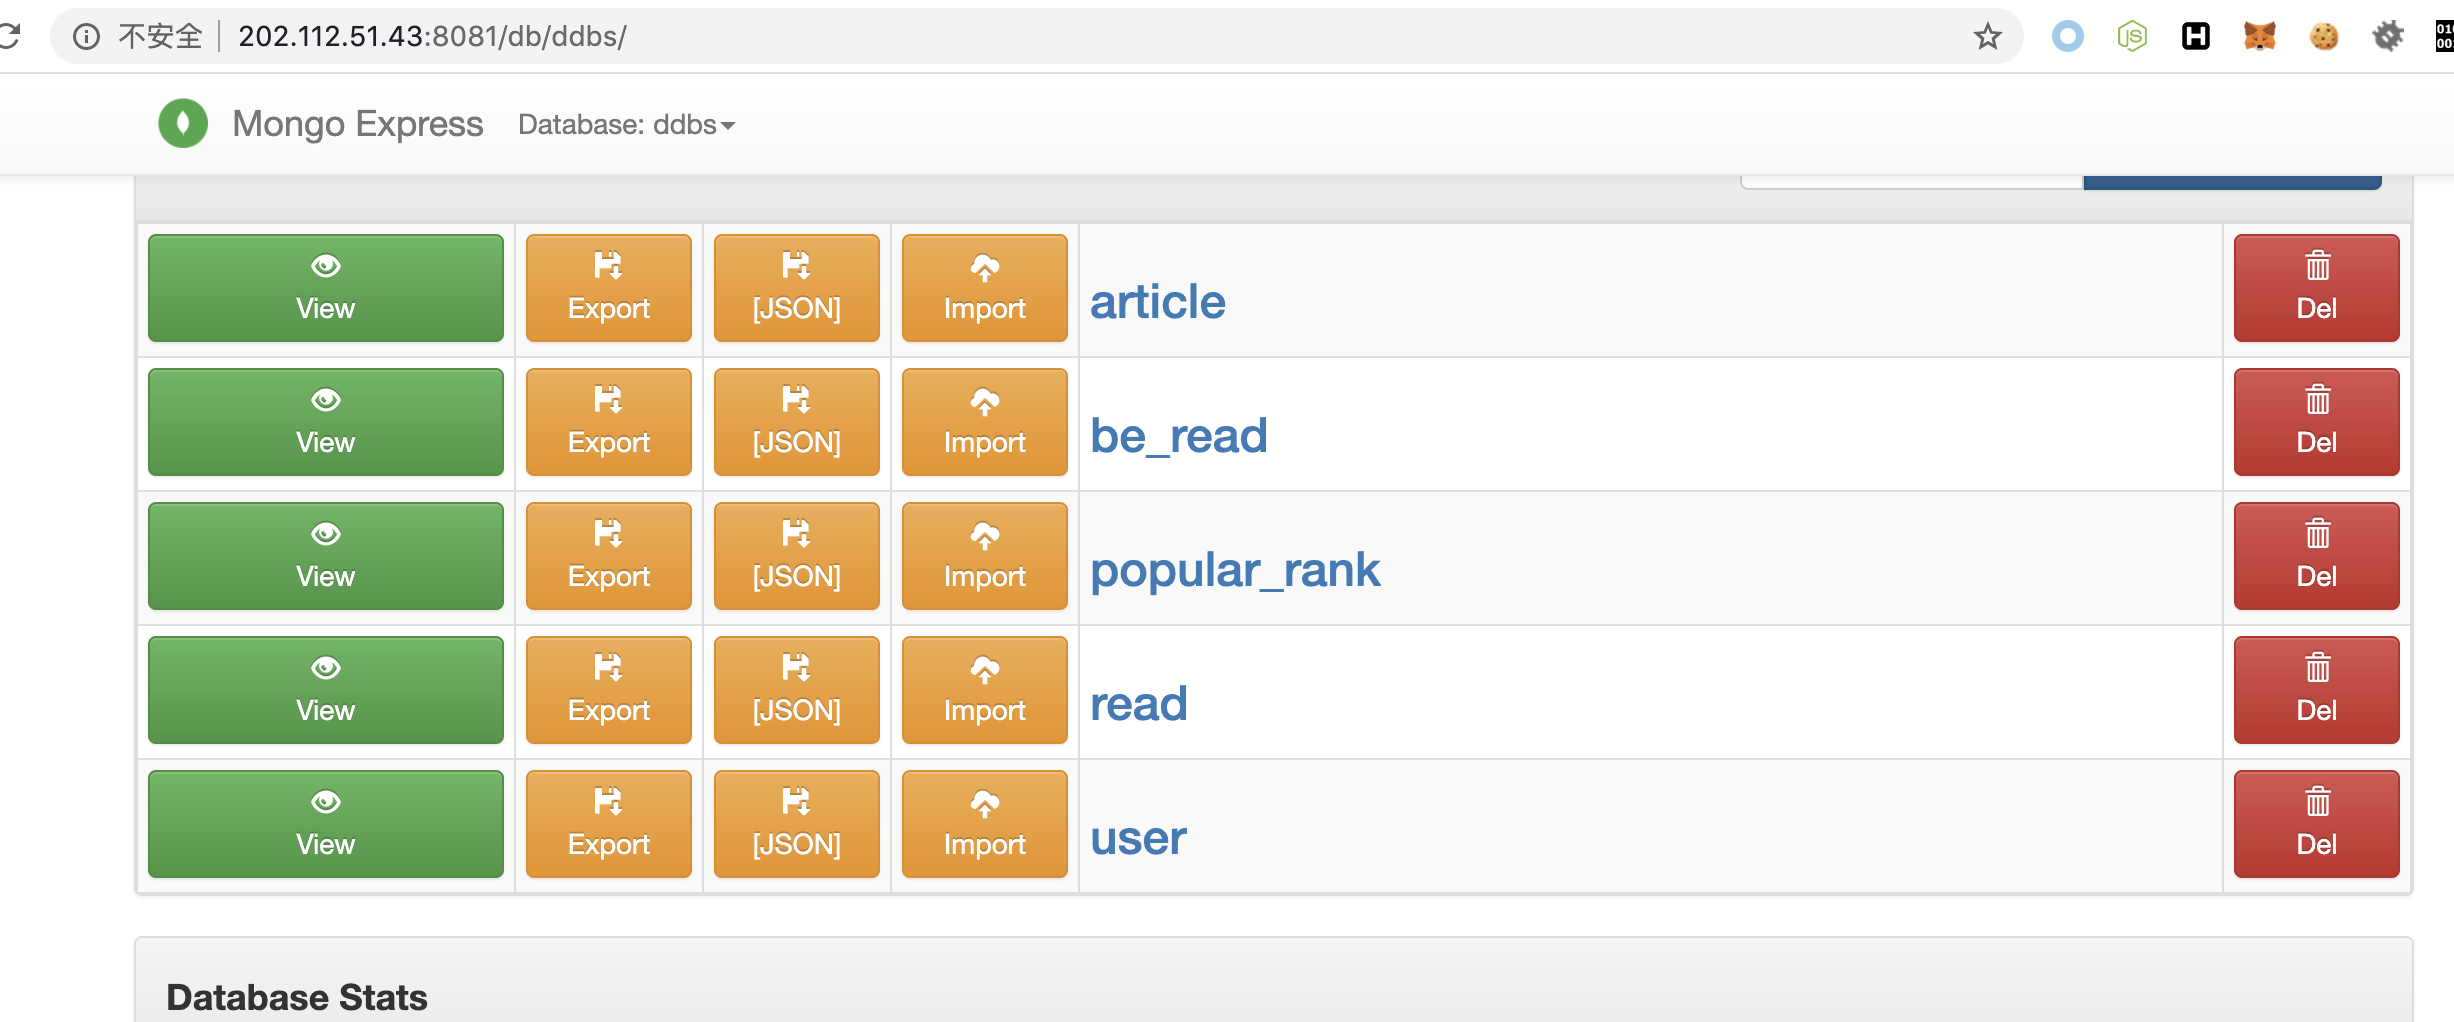 不安全 202.112.51.43:8081/db/ddbs/
Mongo Express Database: ddbs
View Export [JSON] Import article Del
View Export [JSON] Import be_read Del
View Export [JSON] Import popular_rank Del
View Export [JSON] Import read Del
View Export [JSON] Import user Del
Database Stats